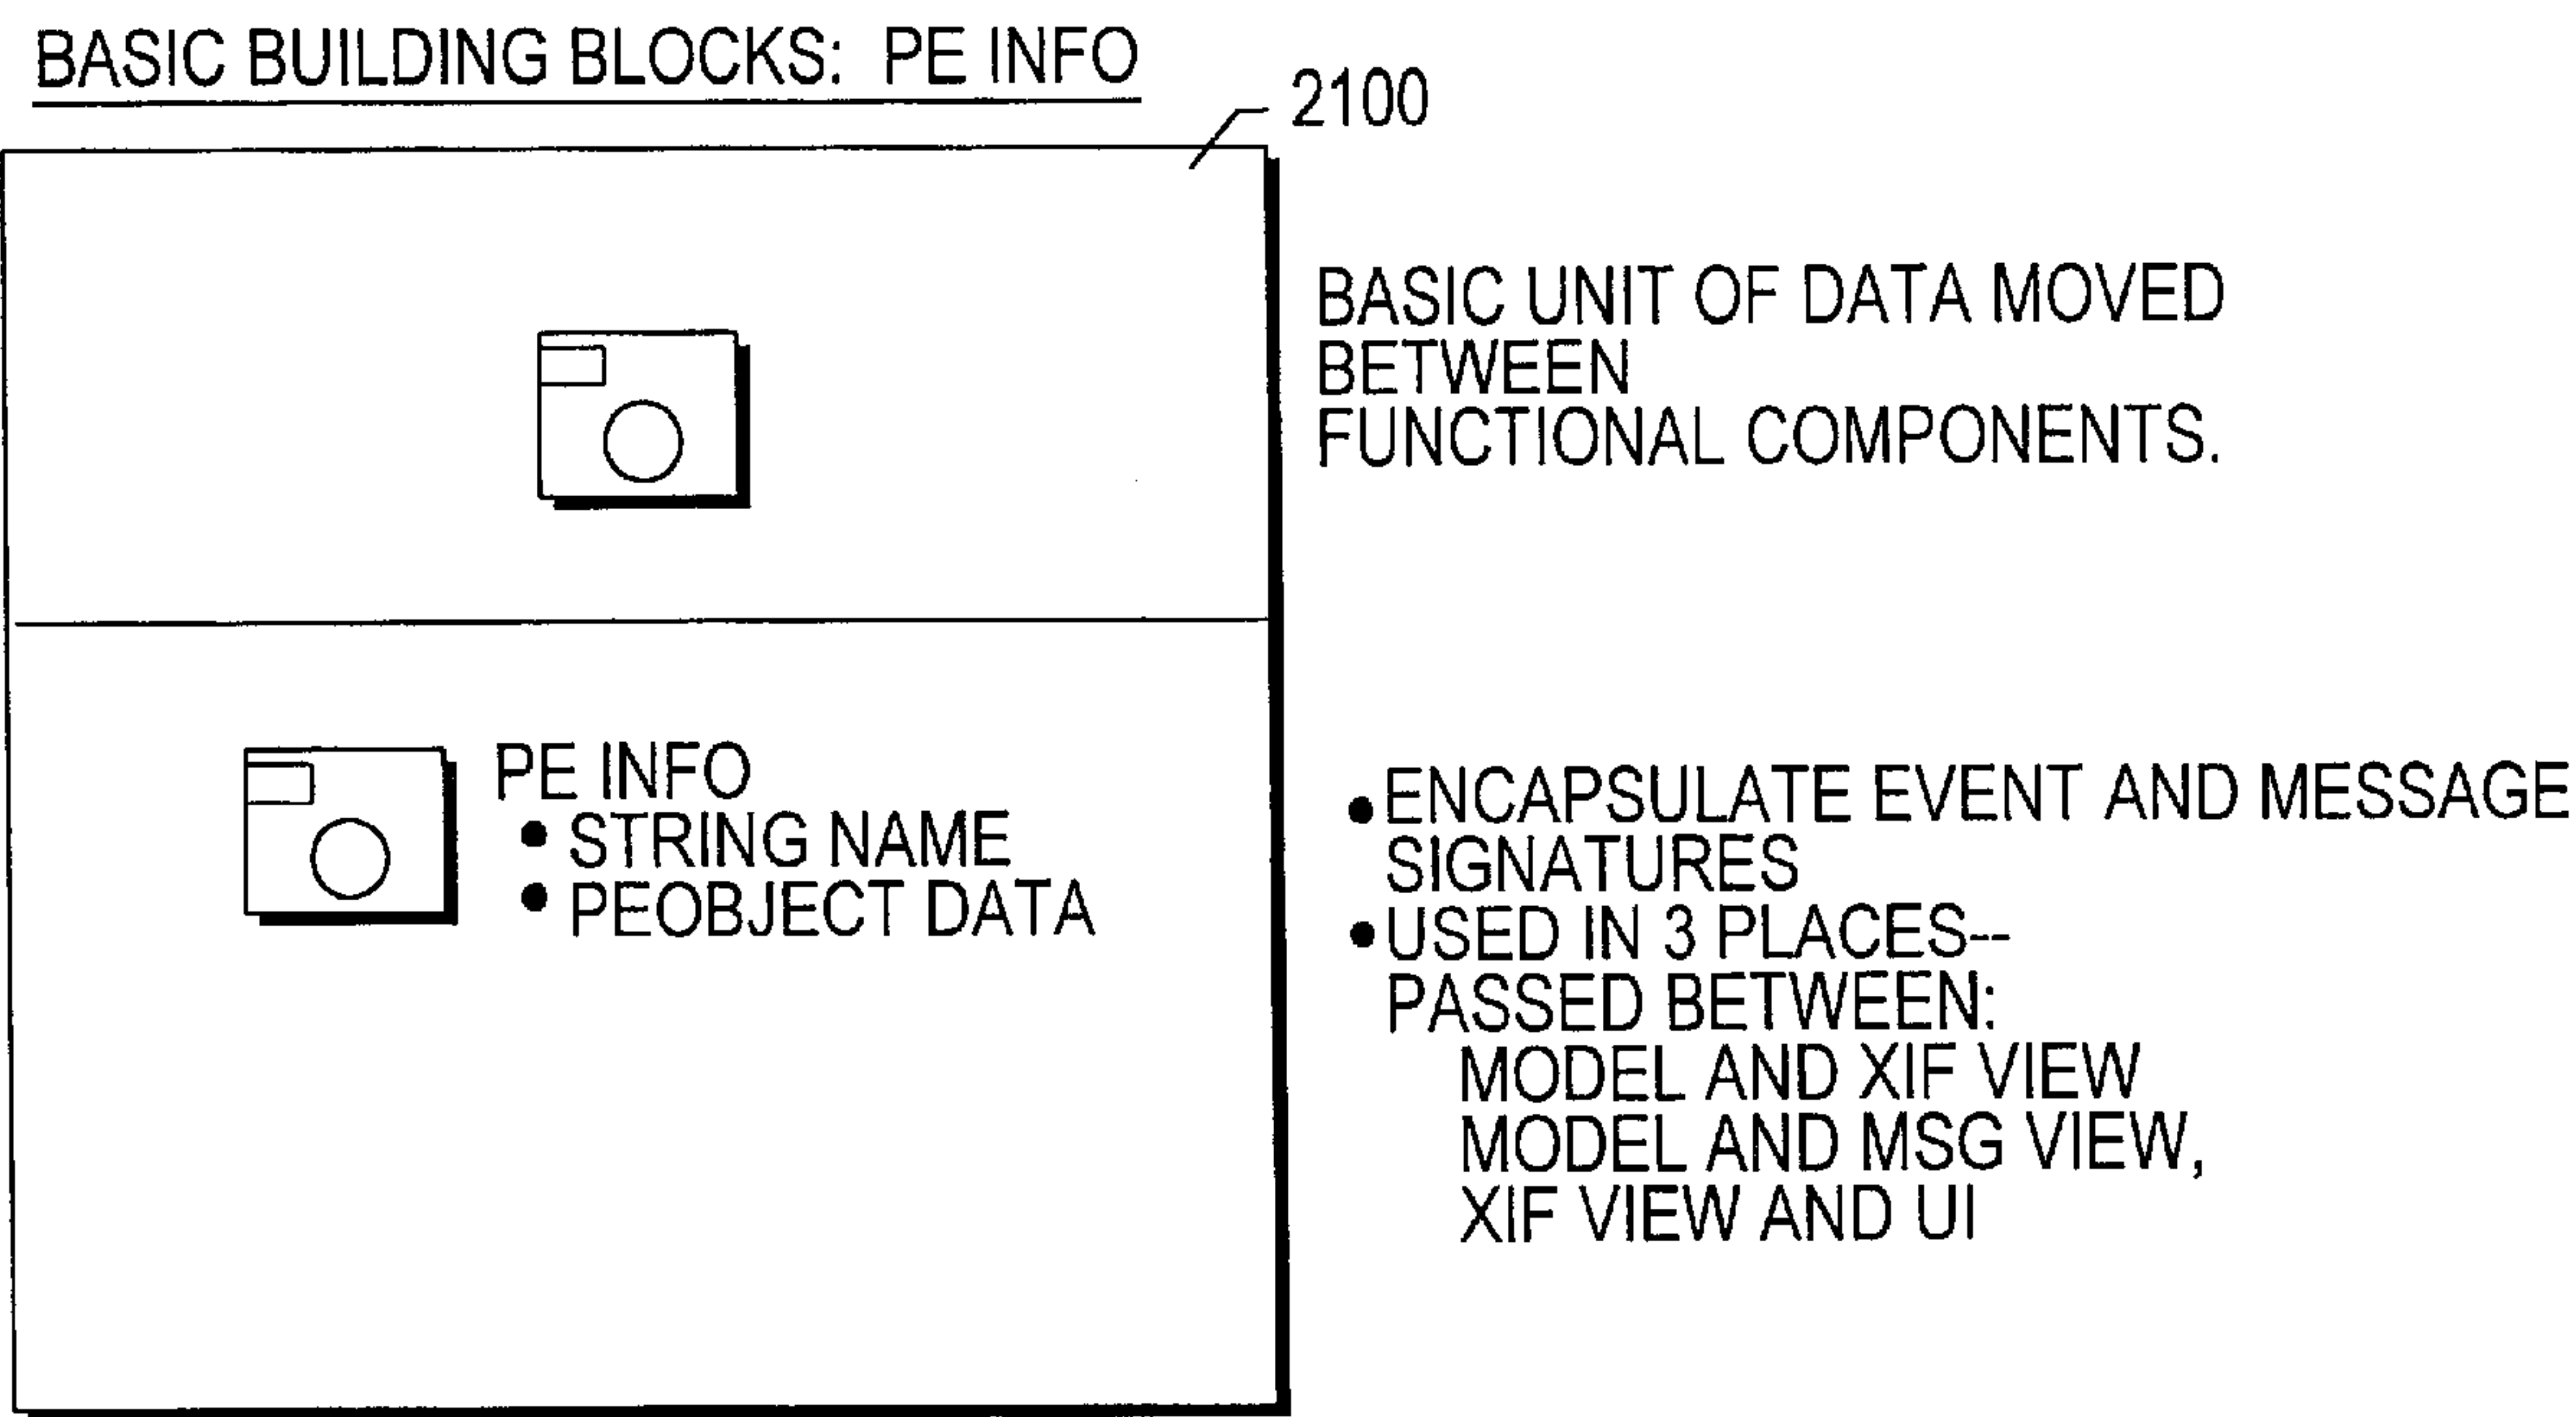 BASIC BUILDING BLOCKS: PE INFO
2100
BASIC UNIT OF DATA MOVED
BETWEEN
FUNCTIONAL COMPONENTS.
PE INFO
• STRING NAME
• PEOBJECT DATA
• ENCAPSULATE EVENT AND MESSAGE
SIGNATURES
• USED IN 3 PLACES--
PASSED BETWEEN:
MODEL AND XIF VIEW
MODEL AND MSG VIEW,
XIF VIEW AND UI